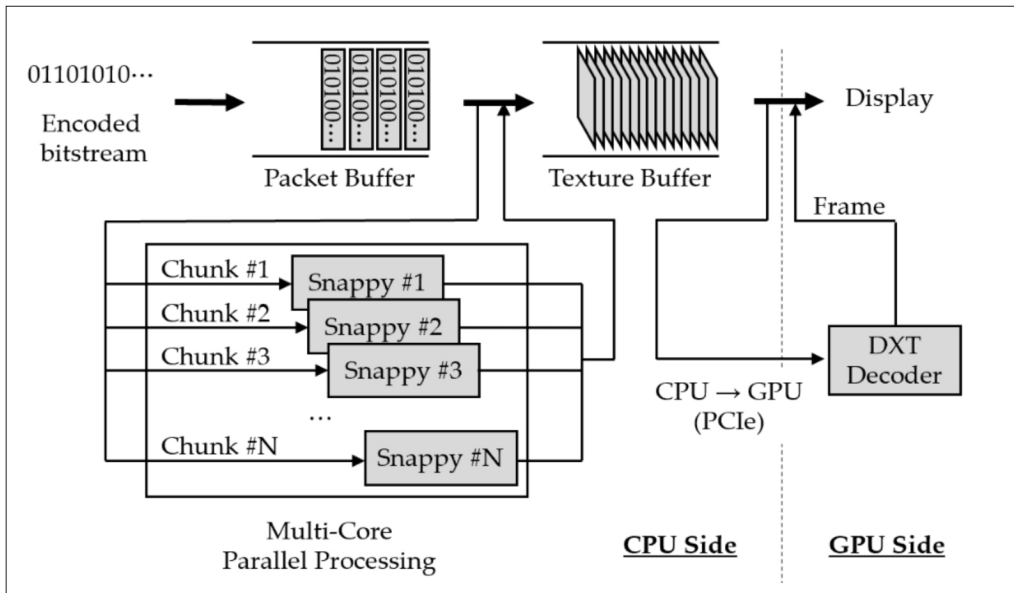 01101010···
Encoded
bitstream
010100...
010100...
010100...
010100...
Packet Buffer
Texture Buffer
Display
Frame
Chunk #1
Snappy #1
Chunk #2
Snappy #2
Chunk #3
Snappy #3
...
Chunk #N
Snappy #N
Multi-Core
Parallel Processing
CPU → GPU
(PCIe)
DXT
Decoder
CPU Side
GPU Side